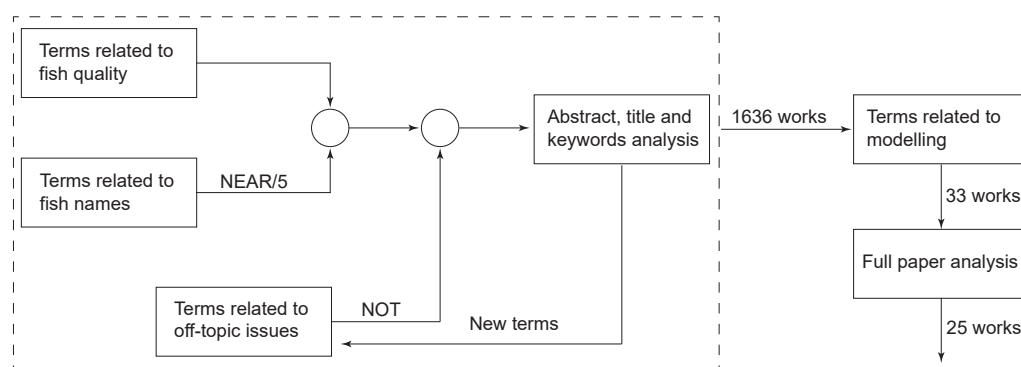 Terms related to
fish quality
Terms related to
fish names
NEAR/5
Terms related to
off-topic issues
NOT
New terms
Abstract, title and
keywords analysis
1636 works
Terms related to
modelling
33 works
Full paper analysis
25 works